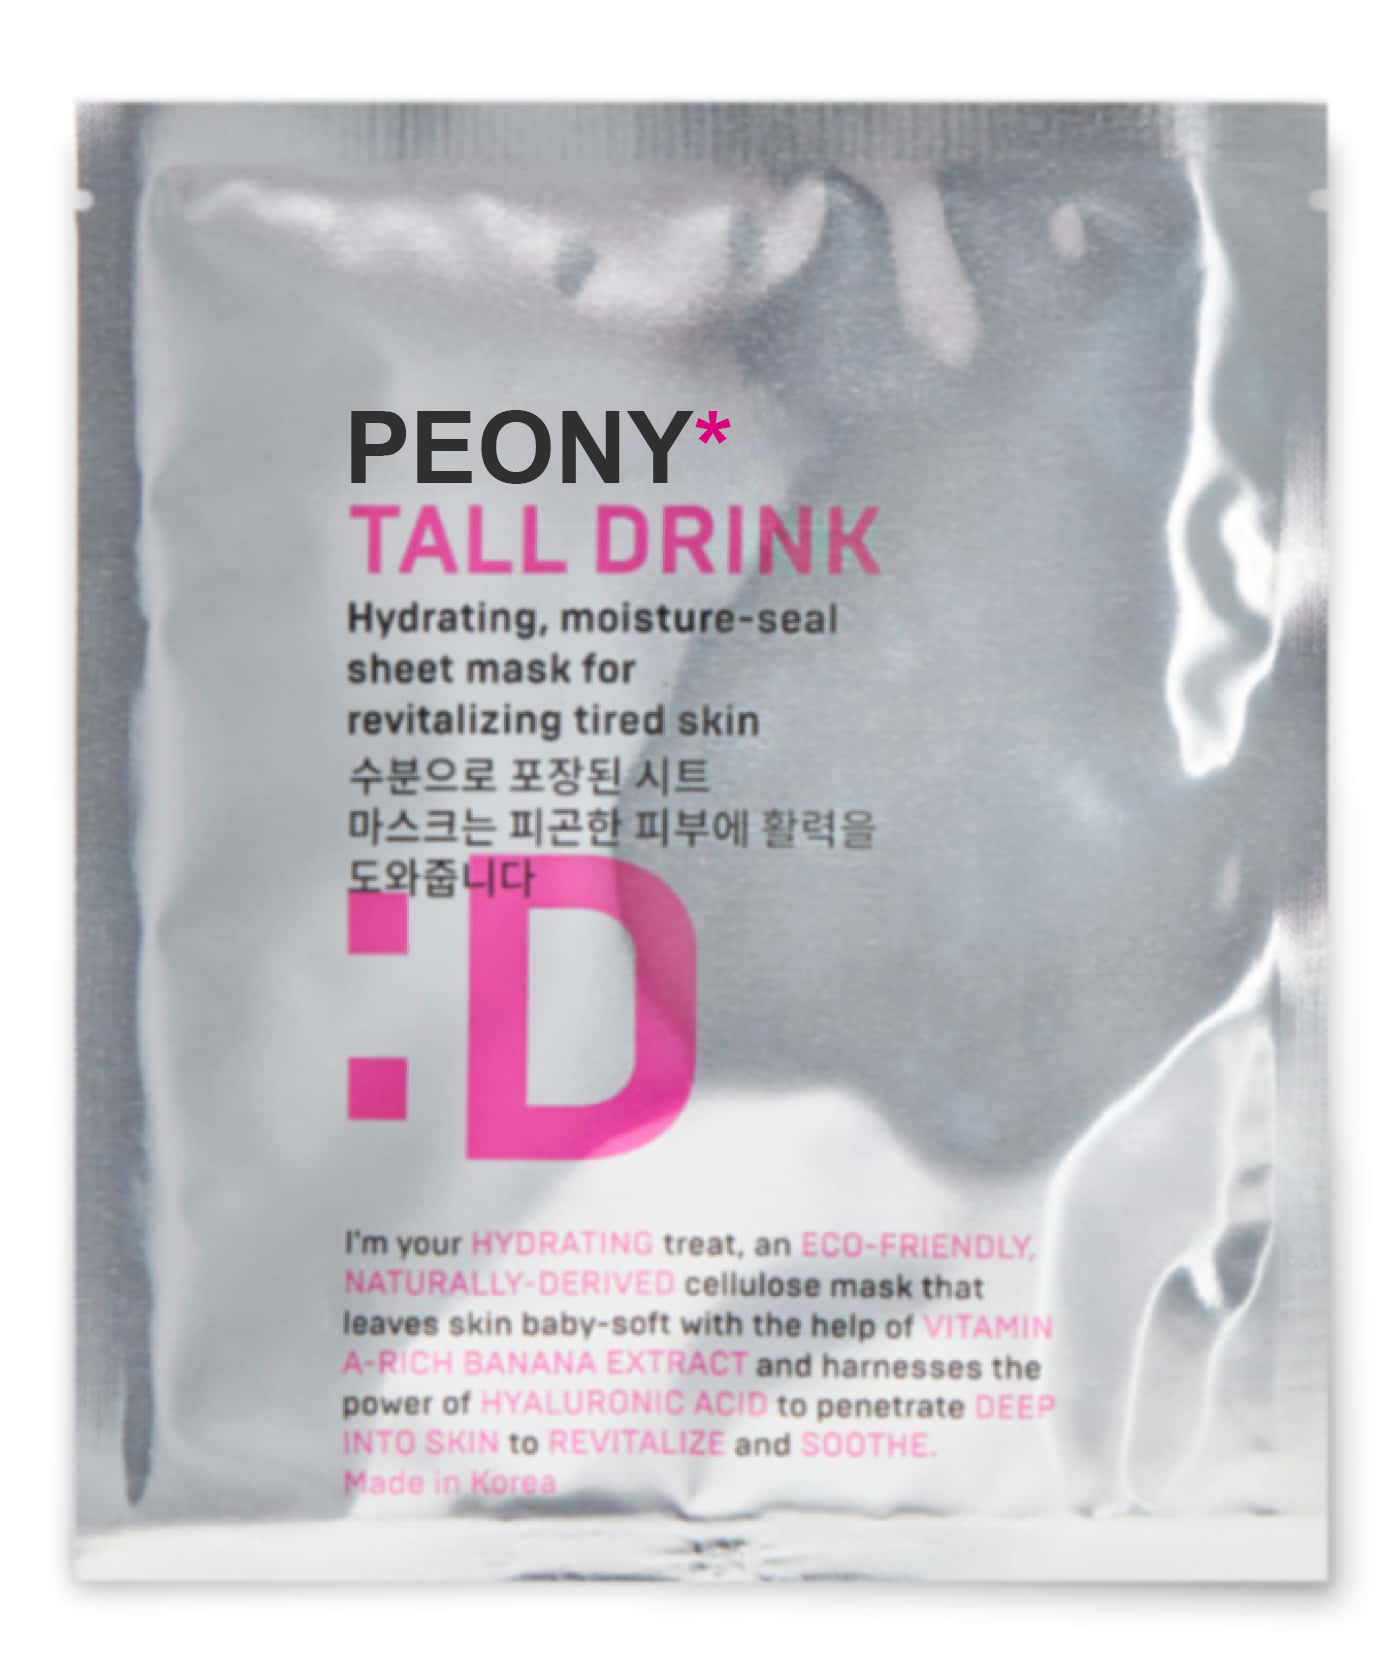 PEONY*
TALL DRINK
Hydrating, moisture-seal
sheet mask for
revitalizing tired skin
수분으로 포장된 시트
마스크는 피곤한 피부에 활력을
도와줍니다
:D
I'm your HYDRATING treat, an ECO-FRIENDLY,
NATURALLY-DERIVED cellulose mask that
leaves skin baby-soft with the help of VITAMIN
A-RICH BANANA EXTRACT and harnesses the
power of HYALURONIC ACID to penetrate DEEP
INTO SKIN to REVITALIZE and SOOTHE.
Made in Korea